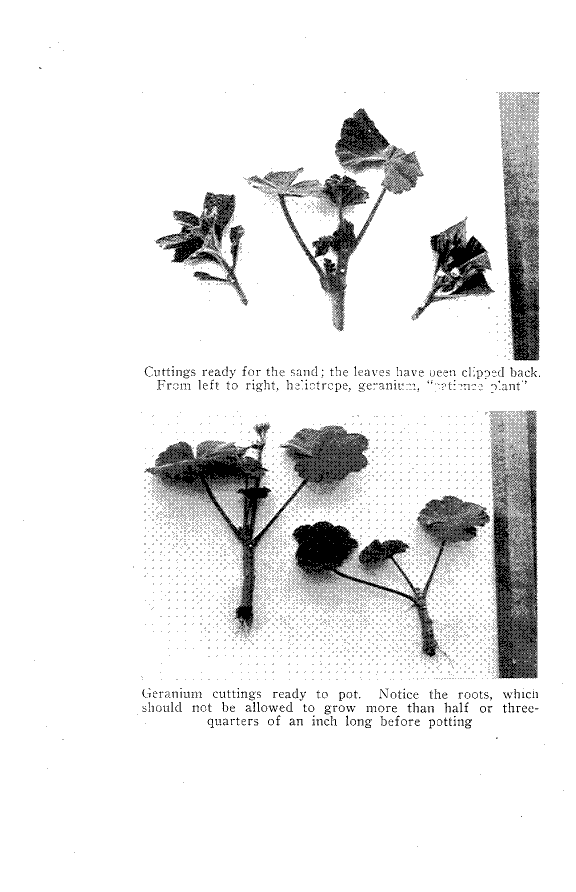 Cuttings ready for the sand; the leaves have been clipped back.
From left to right, heliotrope, geranium, "patience plant"
Geranium cuttings ready to pot. Notice the roots, which
should not be allowed to grow more than half or three-
quarters of an inch long before potting